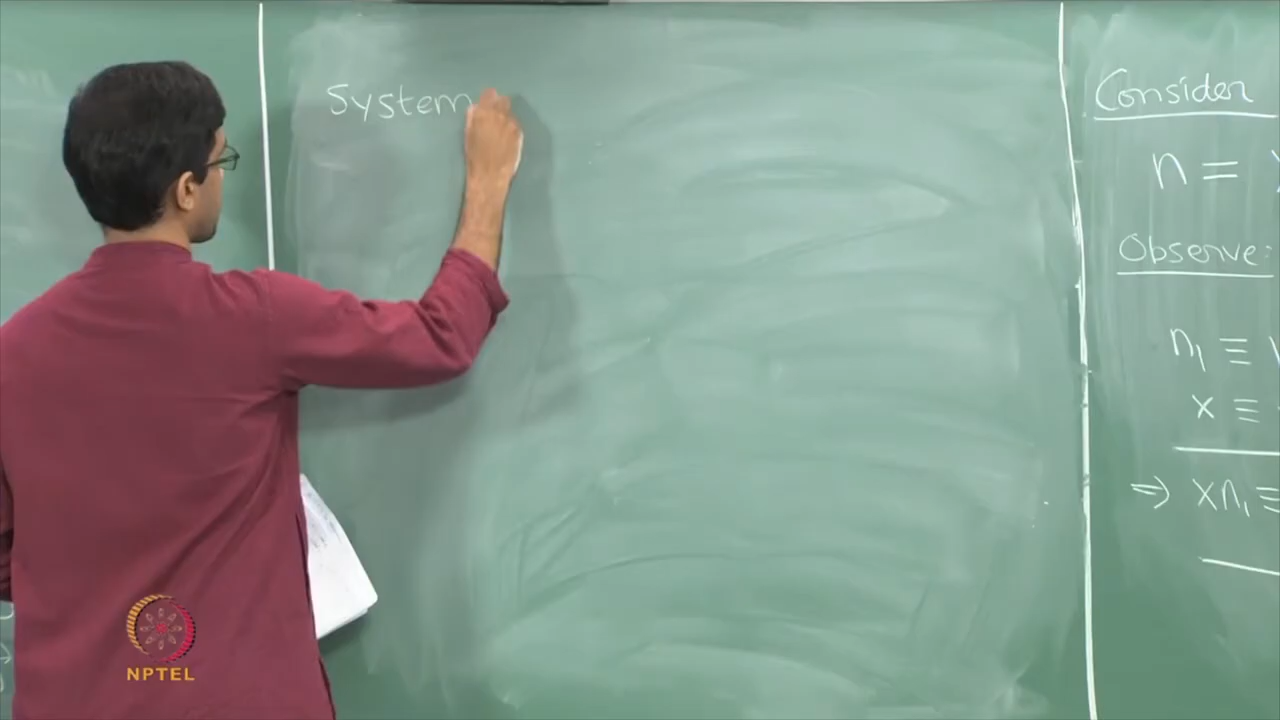 System
Consider
n =
Observe:
n₁ ≡
x ≡
⇒ xn₁ ≡
NPTEL